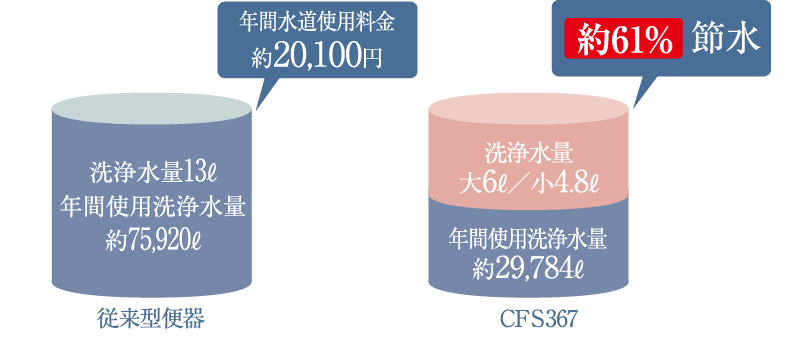 年間水道使用料金
約20,100円
約61% 節水
洗浄水量13ℓ
年間使用洗浄水量
約75,920ℓ
従来型便器
洗浄水量
大6ℓ／小4.8ℓ
年間使用洗浄水量
約29,784ℓ
CFS367